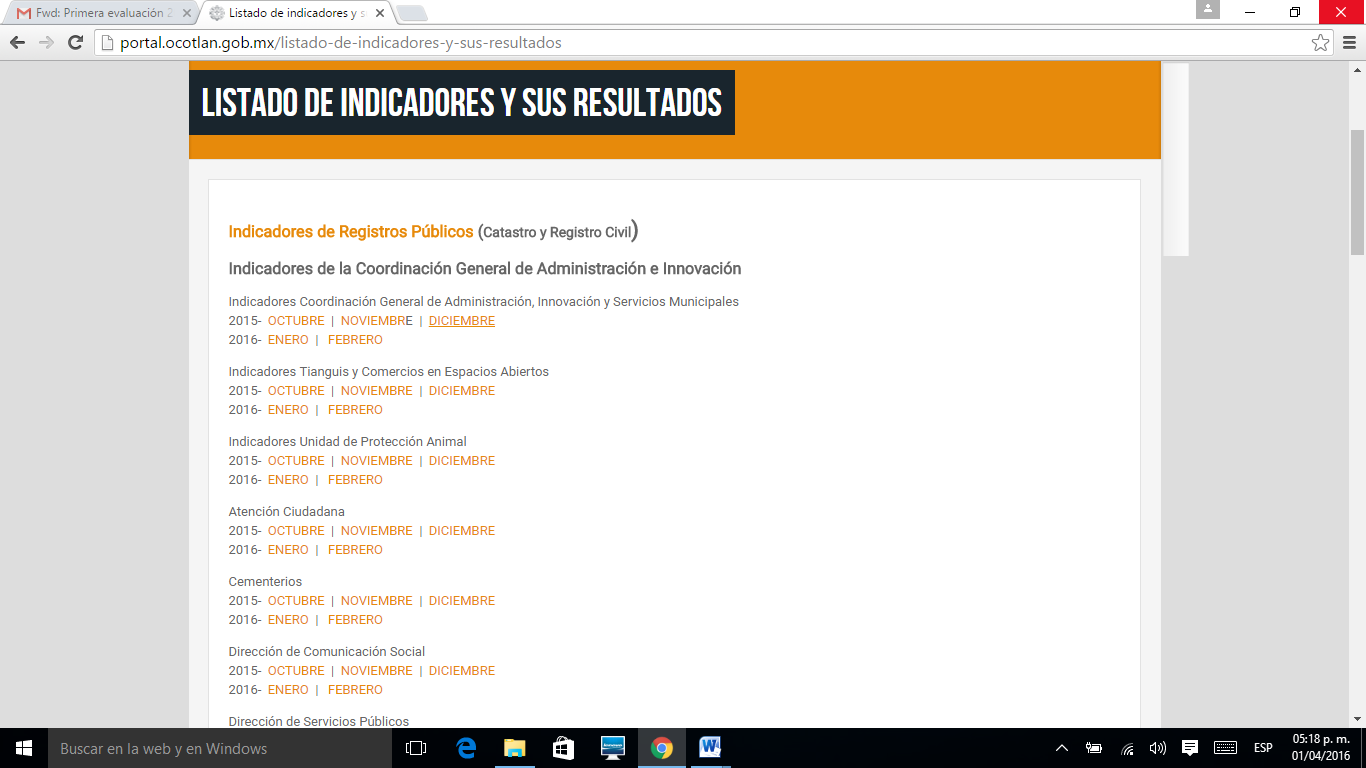 Fwd: Primera evaluación 2
Listado de indicadores y s
portal.ocotlan.gob.mx/listado-de-indicadores-y-sus-resultados
LISTADO DE INDICADORES Y SUS RESULTADOS
Indicadores de Registros Públicos (Catastro y Registro Civil)
Indicadores de la Coordinación General de Administración e Innovación
Indicadores Coordinación General de Administración, Innovación y Servicios Municipales
2015- OCTUBRE | NOVIEMBRE | DICIEMBRE
2016- ENERO | FEBRERO
Indicadores Tianguis y Comercios en Espacios Abiertos
2015- OCTUBRE | NOVIEMBRE | DICIEMBRE
2016- ENERO | FEBRERO
Indicadores Unidad de Protección Animal
2015- OCTUBRE | NOVIEMBRE | DICIEMBRE
2016- ENERO | FEBRERO
Atención Ciudadana
2015- OCTUBRE | NOVIEMBRE | DICIEMBRE
2016- ENERO | FEBRERO
Cementerios
2015- OCTUBRE | NOVIEMBRE | DICIEMBRE
2016- ENERO | FEBRERO
Dirección de Comunicación Social
2015- OCTUBRE | NOVIEMBRE | DICIEMBRE
2016- ENERO | FEBRERO
Dirección de Servicios Públicos
Buscar en la web y en Windows
ESP
05:18 p. m.
01/04/2016